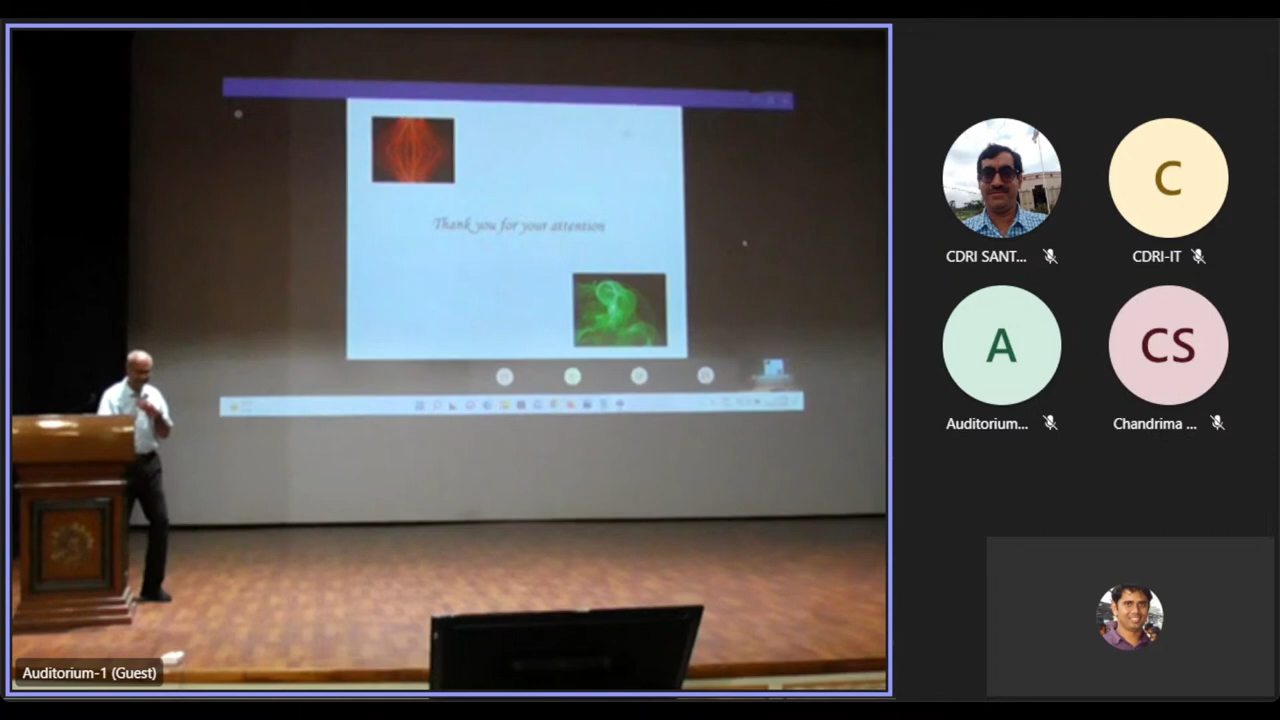 Thank you for your attention
CDRI SANT...
C
CDRI-IT
A
Auditorium...
CS
Chandrima ...
Auditorium-1 (Guest)